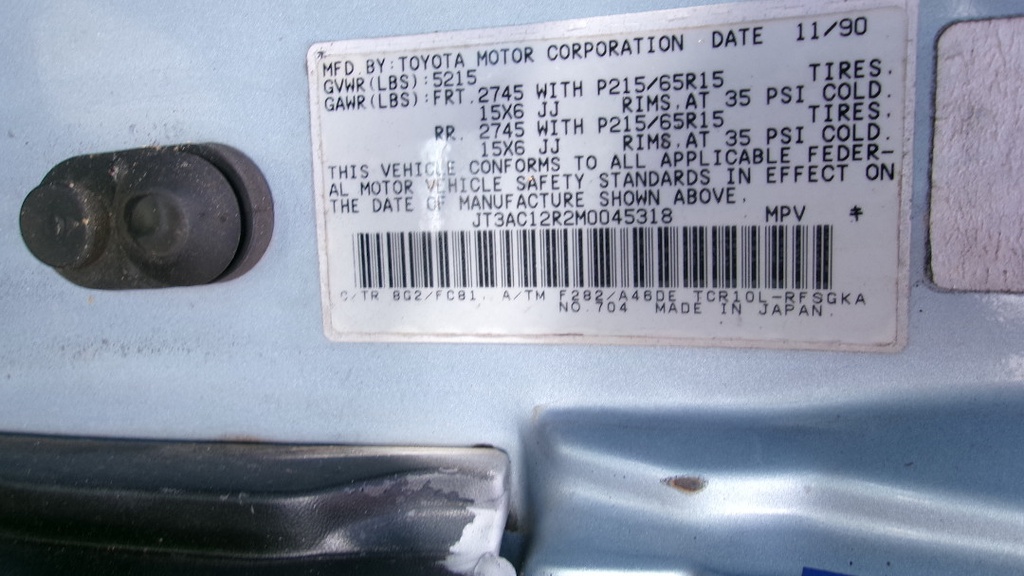 MFD. BY: TOYOTA MOTOR CORPORATION DATE 11/90
GVWR(LBS): 5215
GAWR(LBS): FRT. 2745 WITH P215/65R15 TIRES.
15X6 JJ RIMS. AT 35 PSI COLD.
RR. 2745 WITH P215/65R15 TIRES.
15X6 JJ RIMS. AT 35 PSI COLD.
THIS VEHICLE CONFORMS TO ALL APPLICABLE FEDER-
AL MOTOR VEHICLE SAFETY STANDARDS IN EFFECT ON
THE DATE OF MANUFACTURE SHOWN ABOVE.
JT3AC12R2M0045318 MPV *
C/TR 8G2/FC81. A/TM F282/A46DE TCR10L-RFSGKA
NO.704 MADE IN JAPAN.